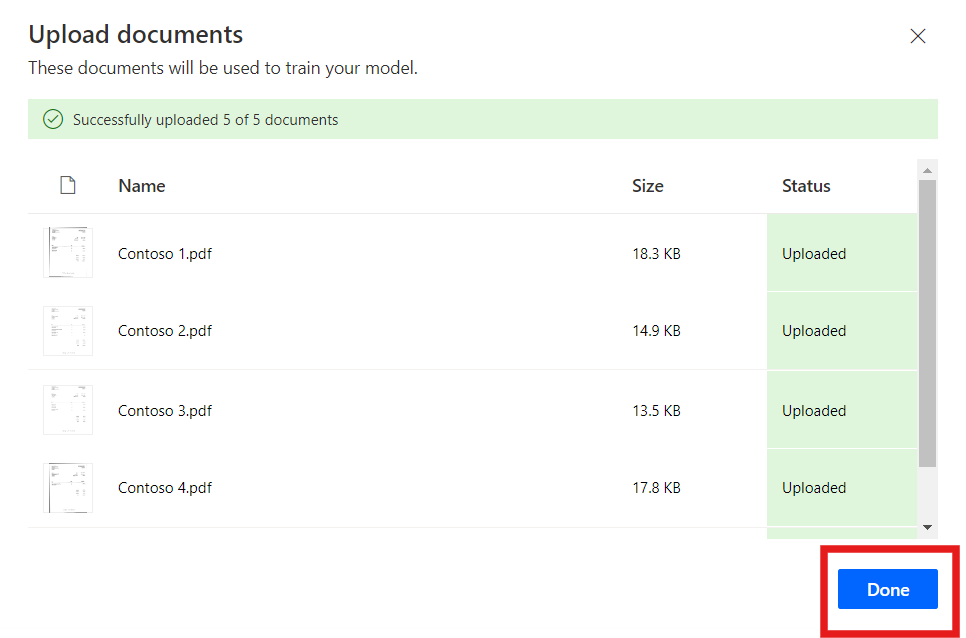 Upload documents
These documents will be used to train your model.
Successfully uploaded 5 of 5 documents
Name Size Status
Contoso 1.pdf 18.3 KB Uploaded
Contoso 2.pdf 14.9 KB Uploaded
Contoso 3.pdf 13.5 KB Uploaded
Contoso 4.pdf 17.8 KB Uploaded
Done